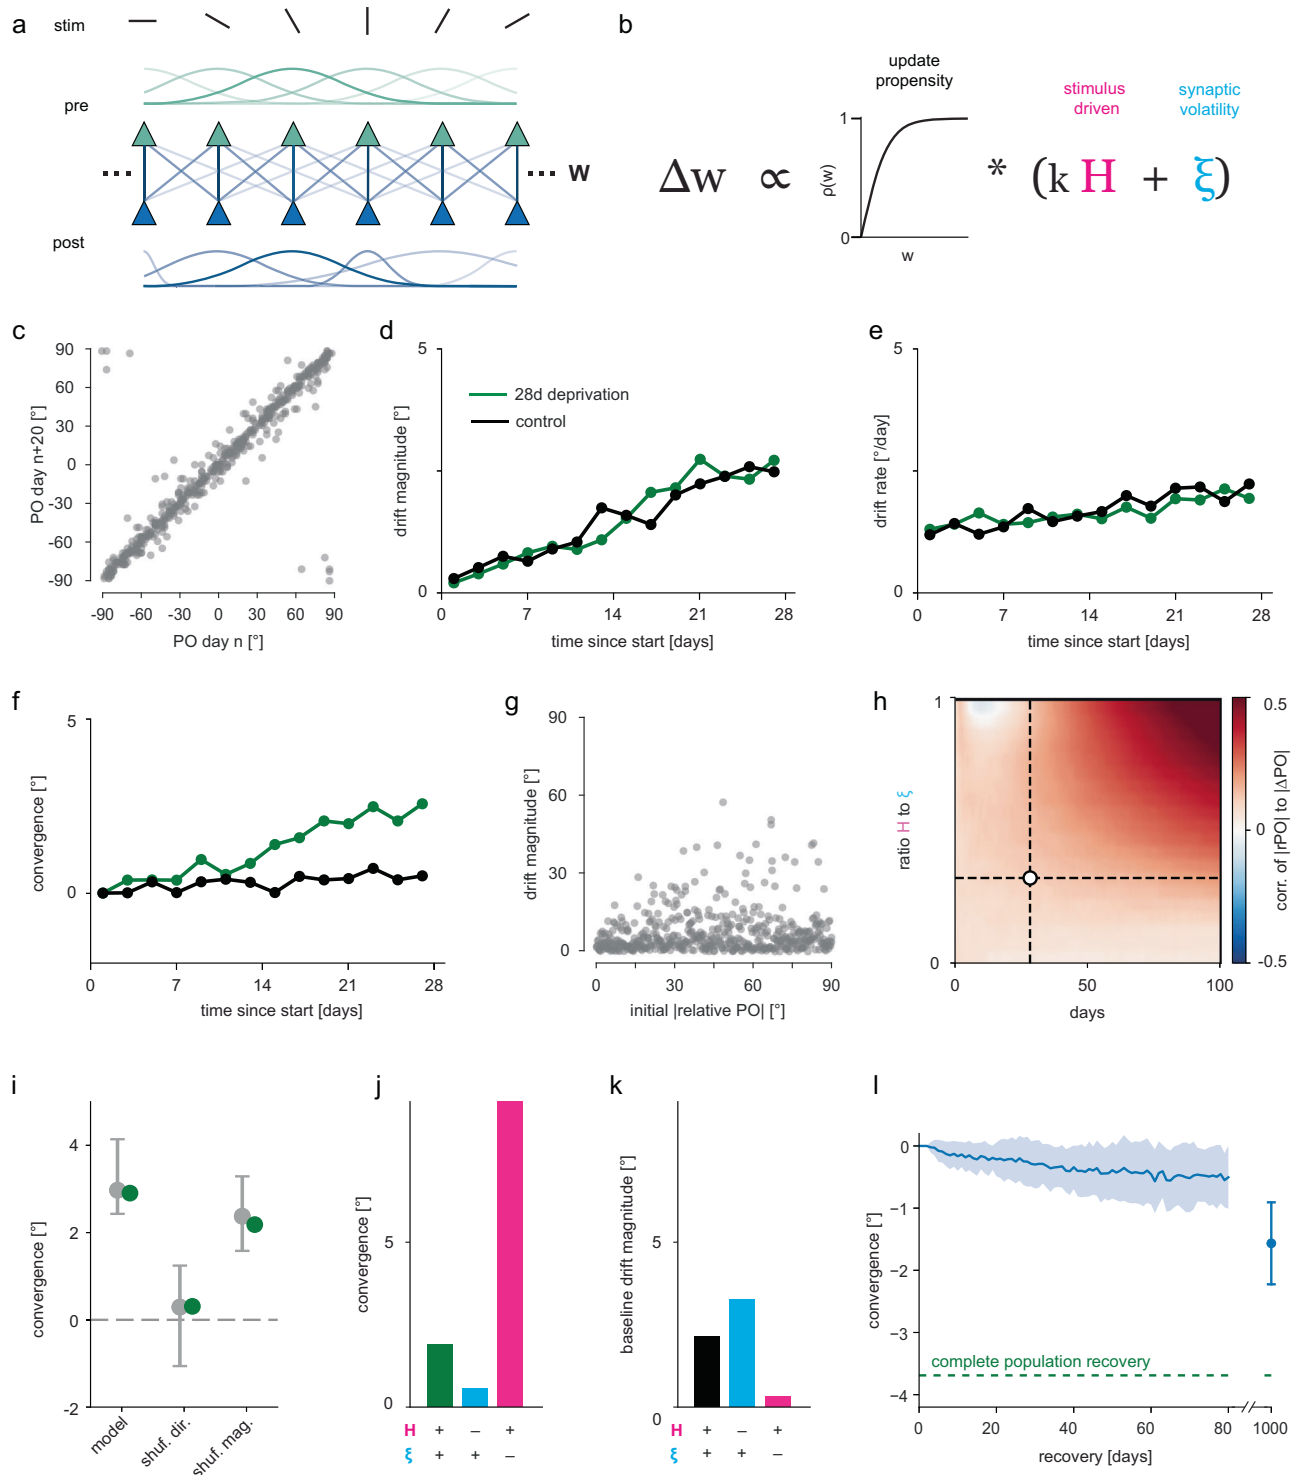 a
stim
pre
... ... W
post
b
update
propensity
stimulus
driven
synaptic
volatility
1
ρ(w)
0
w
Δw ∝ * (k H + ξ)
c
90
60
30
0
-30
-60
-90
PO day n+20 [°]
-90 -60 -30 0 30 60 90
PO day n [°]
d
5
0
drift magnitude [°]
28d deprivation
control
0 7 14 21 28
time since start [days]
e
5
0
drift rate [°/day]
0 7 14 21 28
time since start [days]
f
5
0
convergence [°]
0 7 14 21 28
time since start [days]
g
90
60
30
0
drift magnitude [°]
0 30 60 90
initial |relative PO| [°]
h
1
0
ratio H to ξ
0 50 100
days
0.5
0
-0.5
corr. of |rPO| to |ΔPO|
i
4
2
0
-2
convergence [°]
model
shuf. dir.
shuf. mag.
j
5
0
convergence [°]
H + − +
ξ + + −
k
5
0
baseline drift magnitude [°]
H + − +
ξ + + −
l
0
−1
−2
−3
−4
convergence [°]
complete population recovery
0 20 40 60 80 1000
recovery [days]